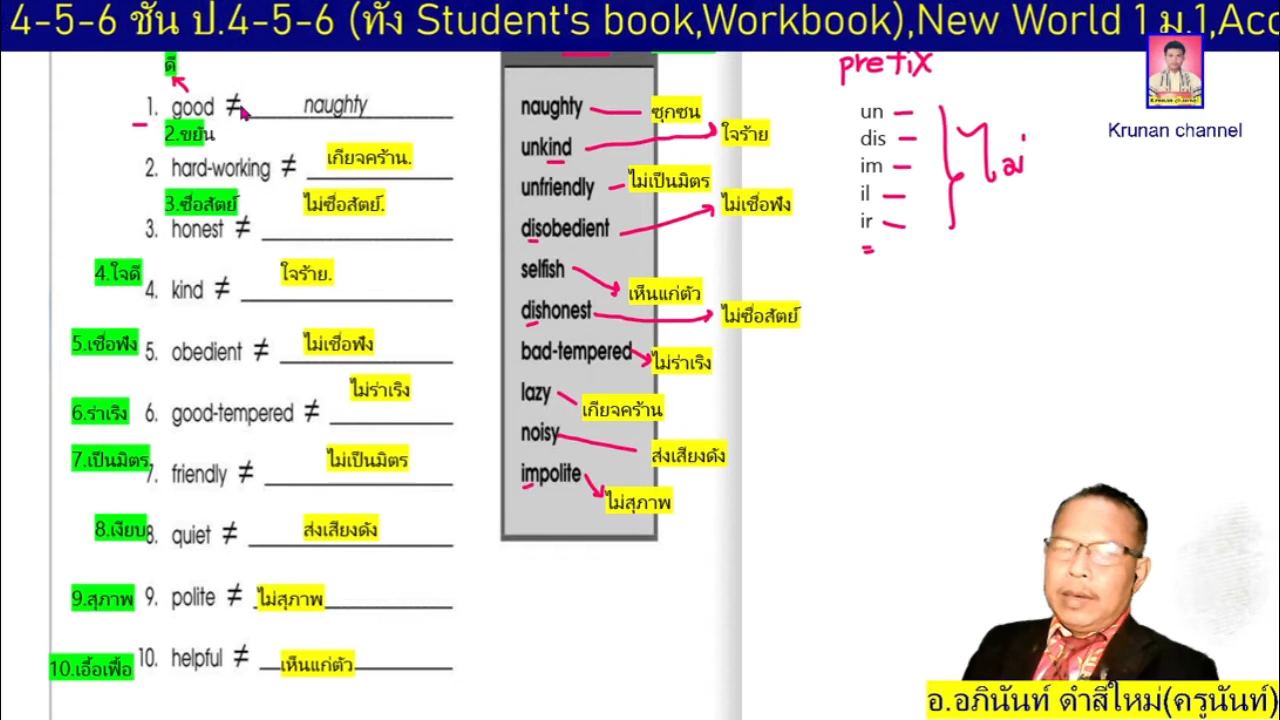 4-5-6 ชั้น ป.4-5-6 (ทั้ง Student's book,Workbook),New World 1 ม.1,Acc
ดี
1. good ≠ naughty
2.ขยัน
2. hard-working ≠ เกียจคร้าน.
3.ซื่อสัตย์ ไม่ซื่อสัตย์.
3. honest ≠
4.ใจดี ใจร้าย.
4. kind ≠
5.เชื่อฟัง 5. obedient ≠ ไม่เชื่อฟัง
ไม่ร่าเริง
6.ร่าเริง 6. good-tempered ≠
7.เป็นมิตร 7. friendly ≠ ไม่เป็นมิตร
8.เงียบ 8. quiet ≠ ส่งเสียงดัง
9.สุภาพ 9. polite ≠ ไม่สุภาพ
10.เอื้อเฟื้อ 10. helpful ≠ เห็นแก่ตัว
naughty ซุกซน
unkind ใจร้าย
unfriendly ไม่เป็นมิตร
disobedient ไม่เชื่อฟัง
selfish เห็นแก่ตัว
dishonest ไม่ซื่อสัตย์
bad-tempered ไม่ร่าเริง
lazy เกียจคร้าน
noisy ส่งเสียงดัง
impolite ไม่สุภาพ
prefix
un
dis
im
il
ir
ไม่
Krunan channel
อ.อภินันท์ ดำสีใหม่(ครูนันท์)